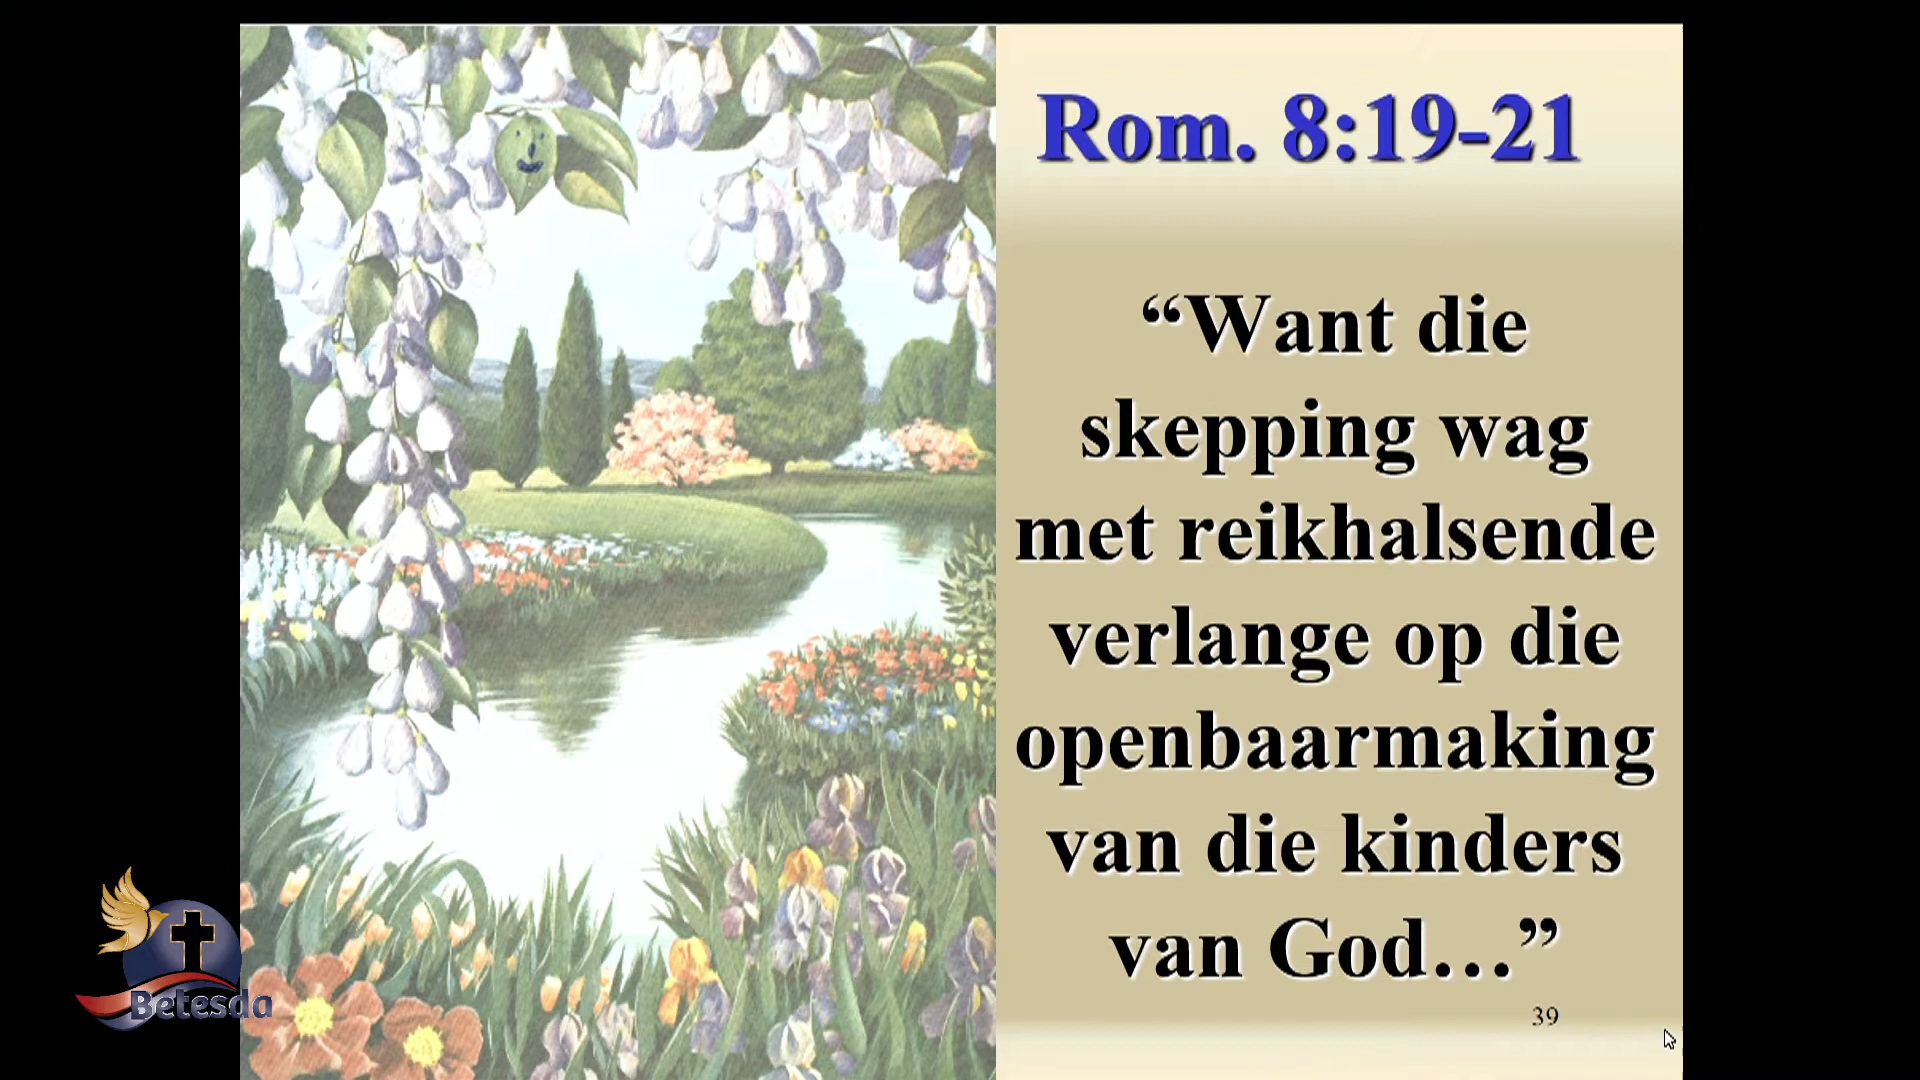 Rom. 8:19-21
“Want die
skepping wag
met reikhalsende
verlange op die
openbaarmaking
van die kinders
van God…”
39
Betesda